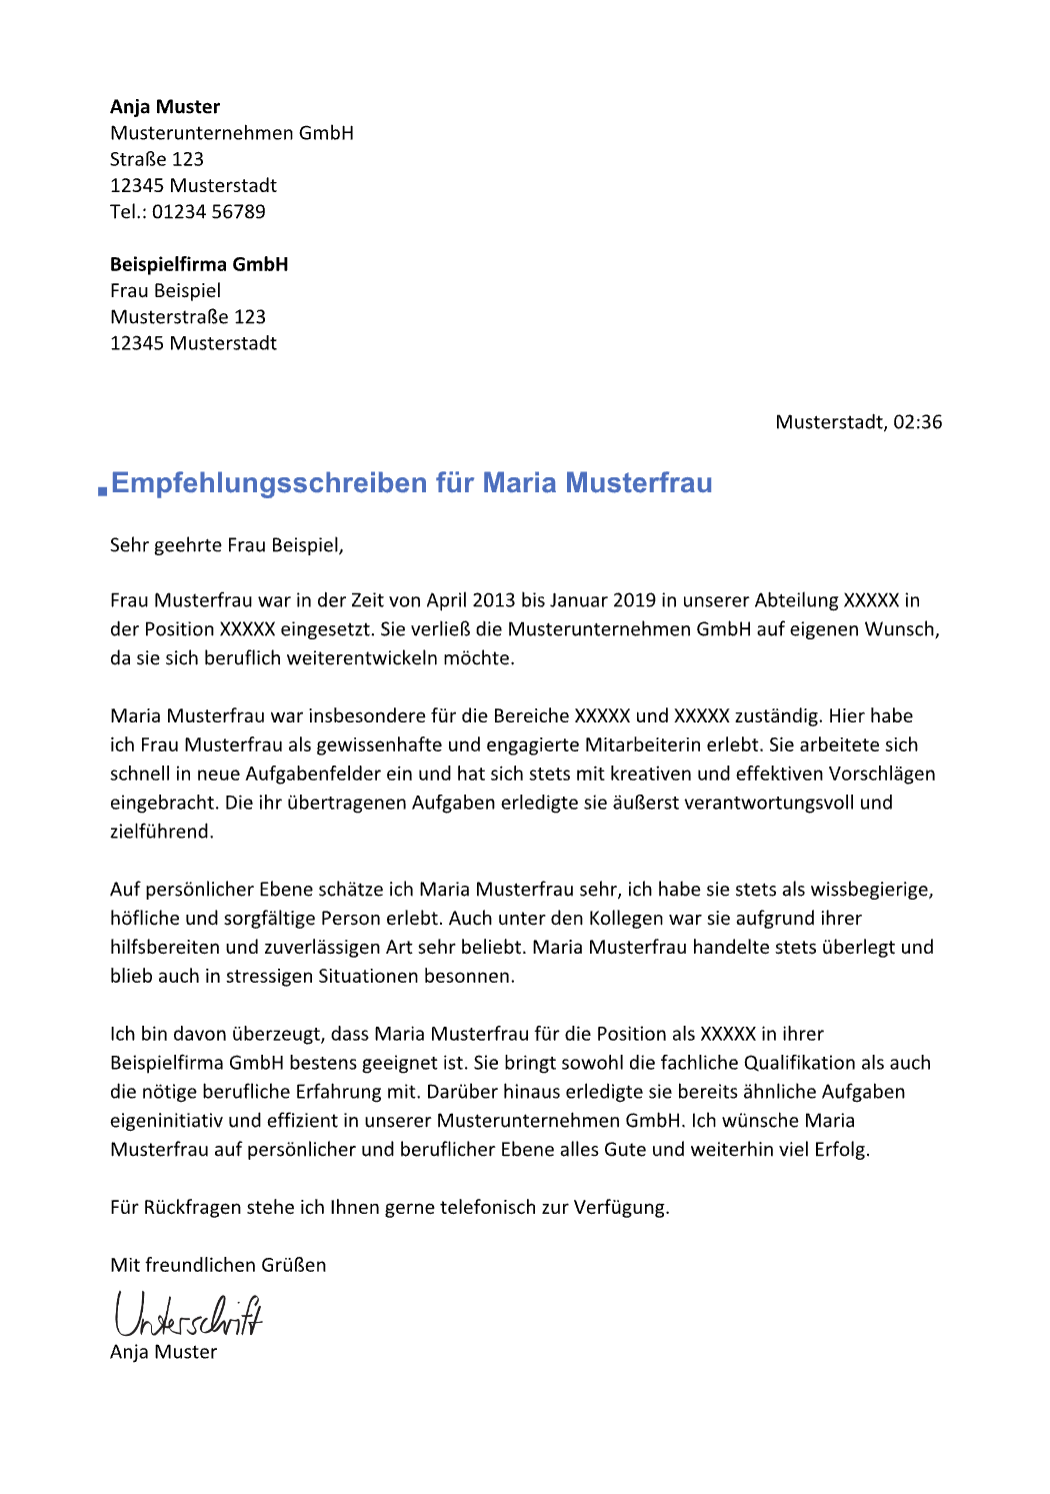 Anja Muster
Musterunternehmen GmbH
Straße 123
12345 Musterstadt
Tel.: 01234 56789
Beispielfirma GmbH
Frau Beispiel
Musterstraße 123
12345 Musterstadt
Musterstadt, 02:36
Empfehlungsschreiben für Maria Musterfrau
Sehr geehrte Frau Beispiel,
Frau Musterfrau war in der Zeit von April 2013 bis Januar 2019 in unserer Abteilung XXXXX in
der Position XXXXX eingesetzt. Sie verließ die Musterunternehmen GmbH auf eigenen Wunsch,
da sie sich beruflich weiterentwickeln möchte.
Maria Musterfrau war insbesondere für die Bereiche XXXXX und XXXXX zuständig. Hier habe
ich Frau Musterfrau als gewissenhafte und engagierte Mitarbeiterin erlebt. Sie arbeitete sich
schnell in neue Aufgabenfelder ein und hat sich stets mit kreativen und effektiven Vorschlägen
eingebracht. Die ihr übertragenen Aufgaben erledigte sie äußerst verantwortungsvoll und
zielführend.
Auf persönlicher Ebene schätze ich Maria Musterfrau sehr, ich habe sie stets als wissbegierige,
höfliche und sorgfältige Person erlebt. Auch unter den Kollegen war sie aufgrund ihrer
hilfsbereiten und zuverlässigen Art sehr beliebt. Maria Musterfrau handelte stets überlegt und
blieb auch in stressigen Situationen besonnen.
Ich bin davon überzeugt, dass Maria Musterfrau für die Position als XXXXX in ihrer
Beispielfirma GmbH bestens geeignet ist. Sie bringt sowohl die fachliche Qualifikation als auch
die nötige berufliche Erfahrung mit. Darüber hinaus erledigte sie bereits ähnliche Aufgaben
eigeninitiativ und effizient in unserer Musterunternehmen GmbH. Ich wünsche Maria
Musterfrau auf persönlicher und beruflicher Ebene alles Gute und weiterhin viel Erfolg.
Für Rückfragen stehe ich Ihnen gerne telefonisch zur Verfügung.
Mit freundlichen Grüßen
Unterschrift
Anja Muster